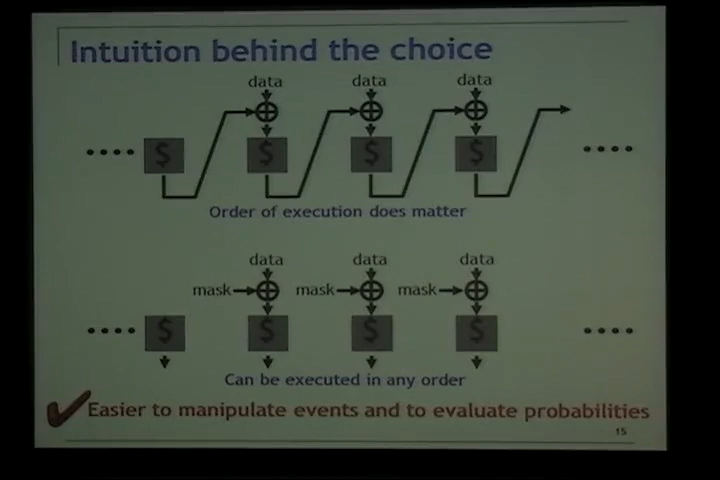 Intuition behind the choice
data data data
$ $ $ $
Order of execution does matter
data data data
mask mask mask
$ $ $ $
Can be executed in any order
Easier to manipulate events and to evaluate probabilities
15